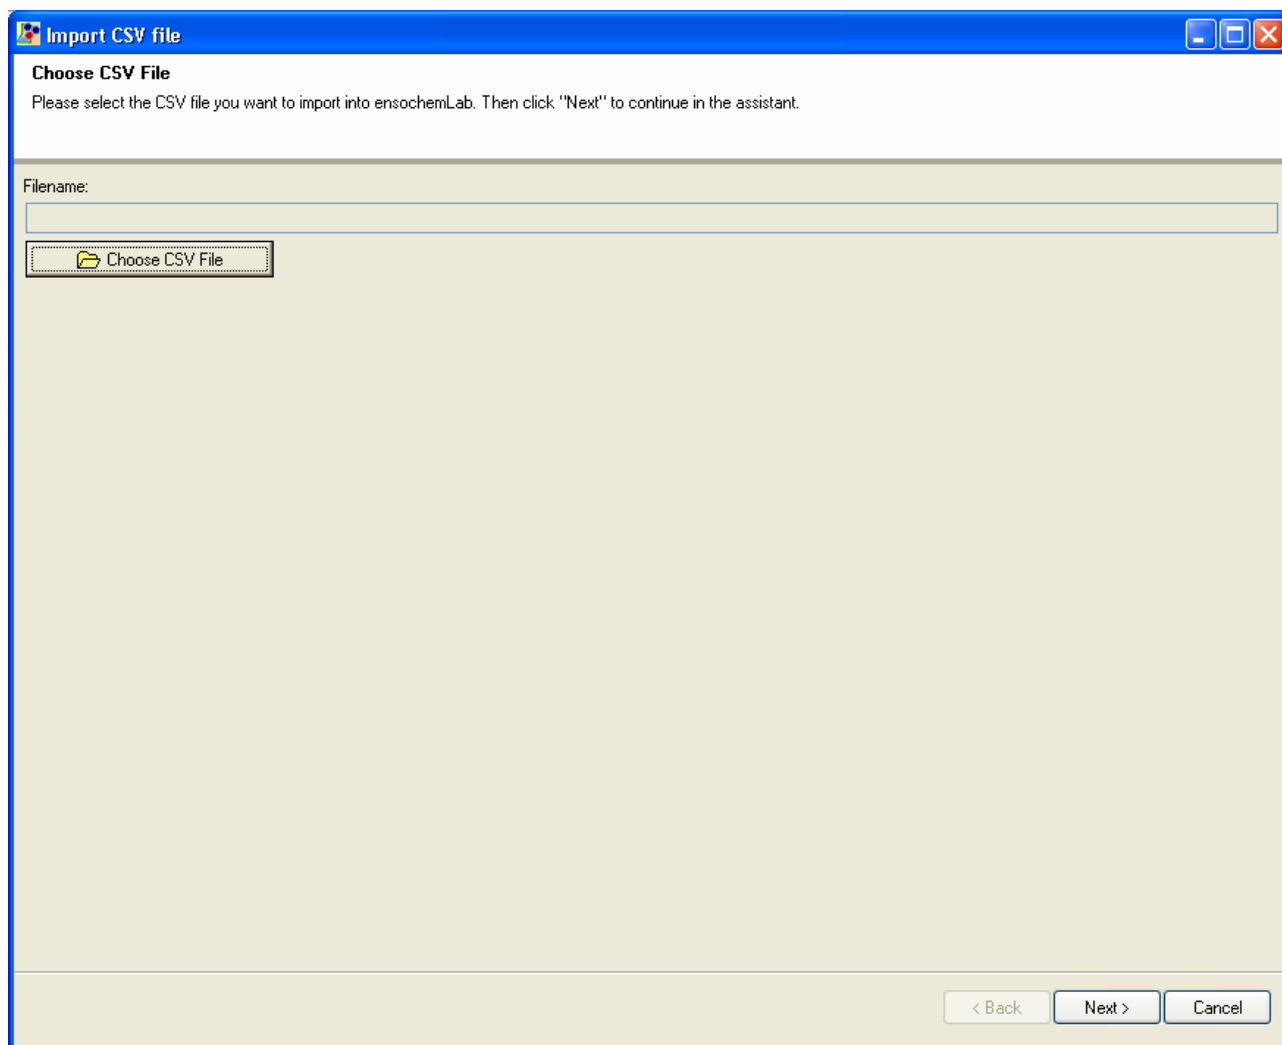 Import CSV file
Choose CSV File
Please select the CSV file you want to import into ensochemLab. Then click "Next" to continue in the assistant.
Filename:
Choose CSV File
< Back Next > Cancel